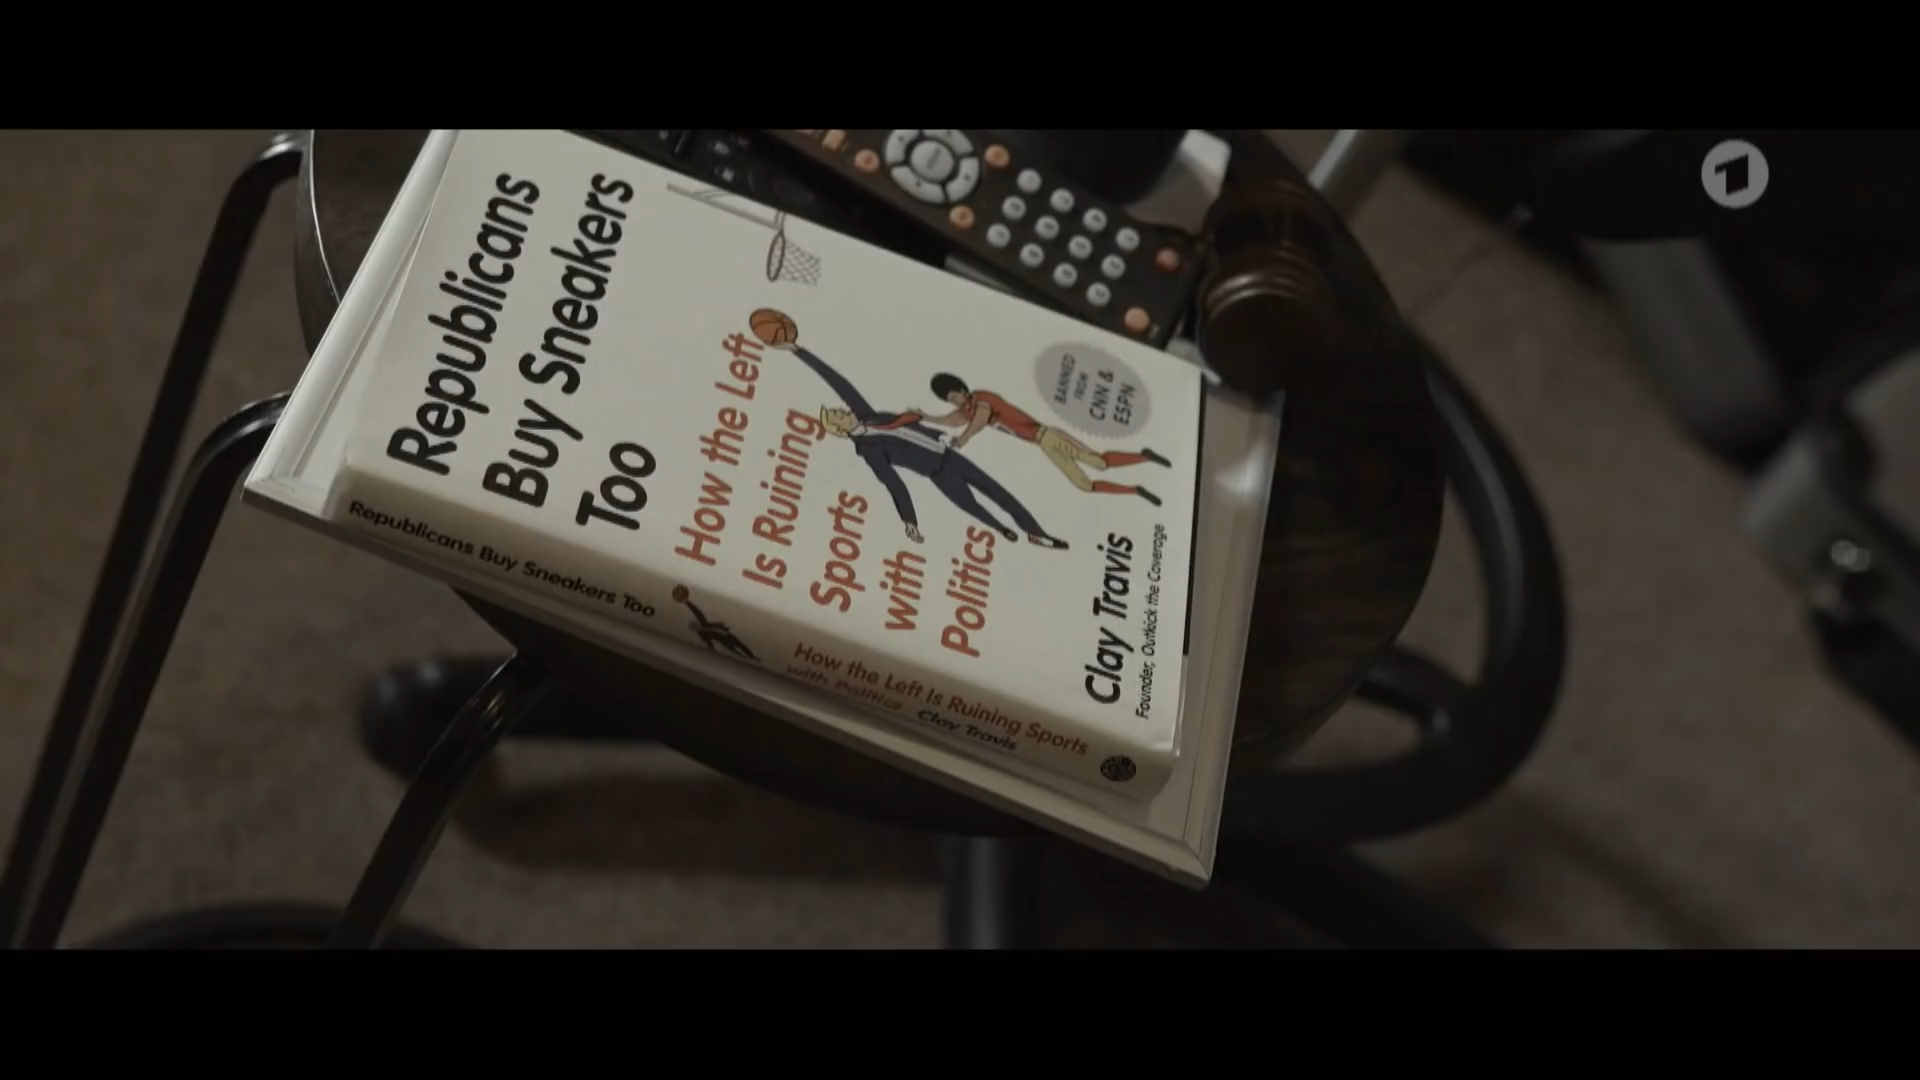 Republicans
Buy Sneakers
Too
How the Left
Is Ruining
Sports
with
Politics
BANNED
FROM
CNN &
ESPN
Clay Travis
Founder, Outkick the Coverage
Republicans Buy Sneakers Too
How the Left Is Ruining Sports
with Politics
Clay Travis
1